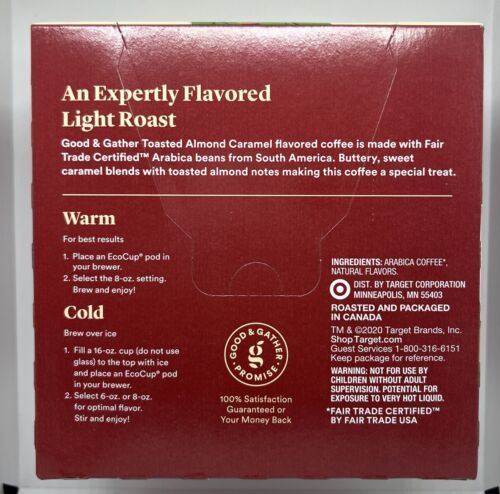 An Expertly Flavored
Light Roast
Good & Gather Toasted Almond Caramel flavored coffee is made with Fair
Trade Certified™ Arabica beans from South America. Buttery, sweet
caramel blends with toasted almond notes making this coffee a special treat.
Warm
For best results
1. Place an EcoCup® pod in
your brewer.
2. Select the 8-oz. setting.
Brew and enjoy!
Cold
Brew over ice
1. Fill a 16-oz. cup (do not use
glass) to the top with ice
and place an EcoCup® pod
in your brewer.
2. Select 6-oz. or 8-oz.
for optimal flavor.
Stir and enjoy!
GOOD & GATHER
g
PROMISE
100% Satisfaction
Guaranteed or
Your Money Back
INGREDIENTS: ARABICA COFFEE*,
NATURAL FLAVORS.
DIST. BY TARGET CORPORATION
MINNEAPOLIS, MN 55403
ROASTED AND PACKAGED
IN CANADA
TM & ©2020 Target Brands, Inc.
ShopTarget.com
Guest Services 1-800-316-6151
Keep package for reference.
WARNING: NOT FOR USE BY
CHILDREN WITHOUT ADULT
SUPERVISION. POTENTIAL FOR
EXPOSURE TO VERY HOT LIQUID.
*FAIR TRADE CERTIFIED™
BY FAIR TRADE USA